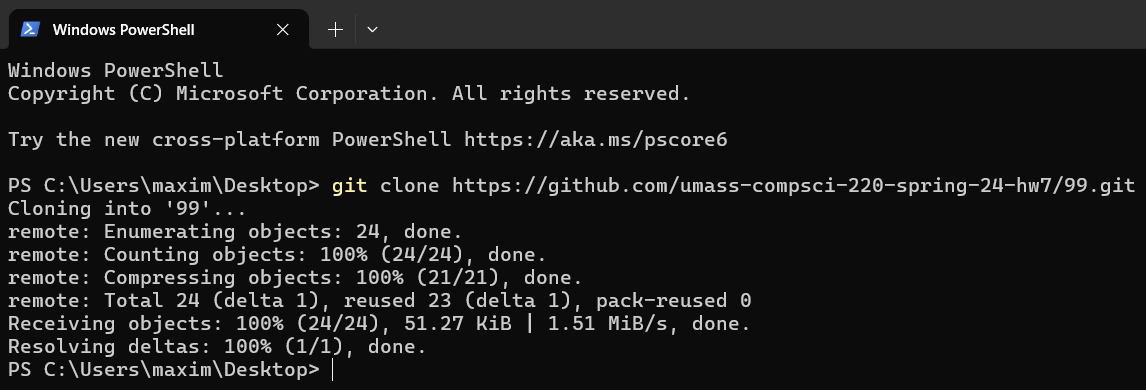 Windows PowerShell
Windows PowerShell
Copyright (C) Microsoft Corporation. All rights reserved.
Try the new cross-platform PowerShell https://aka.ms/pscore6
PS C:\Users\maxim\Desktop> git clone https://github.com/umass-compsci-220-spring-24-hw7/99.git
Cloning into '99'...
remote: Enumerating objects: 24, done.
remote: Counting objects: 100% (24/24), done.
remote: Compressing objects: 100% (21/21), done.
remote: Total 24 (delta 1), reused 23 (delta 1), pack-reused 0
Receiving objects: 100% (24/24), 51.27 KiB | 1.51 MiB/s, done.
Resolving deltas: 100% (1/1), done.
PS C:\Users\maxim\Desktop>